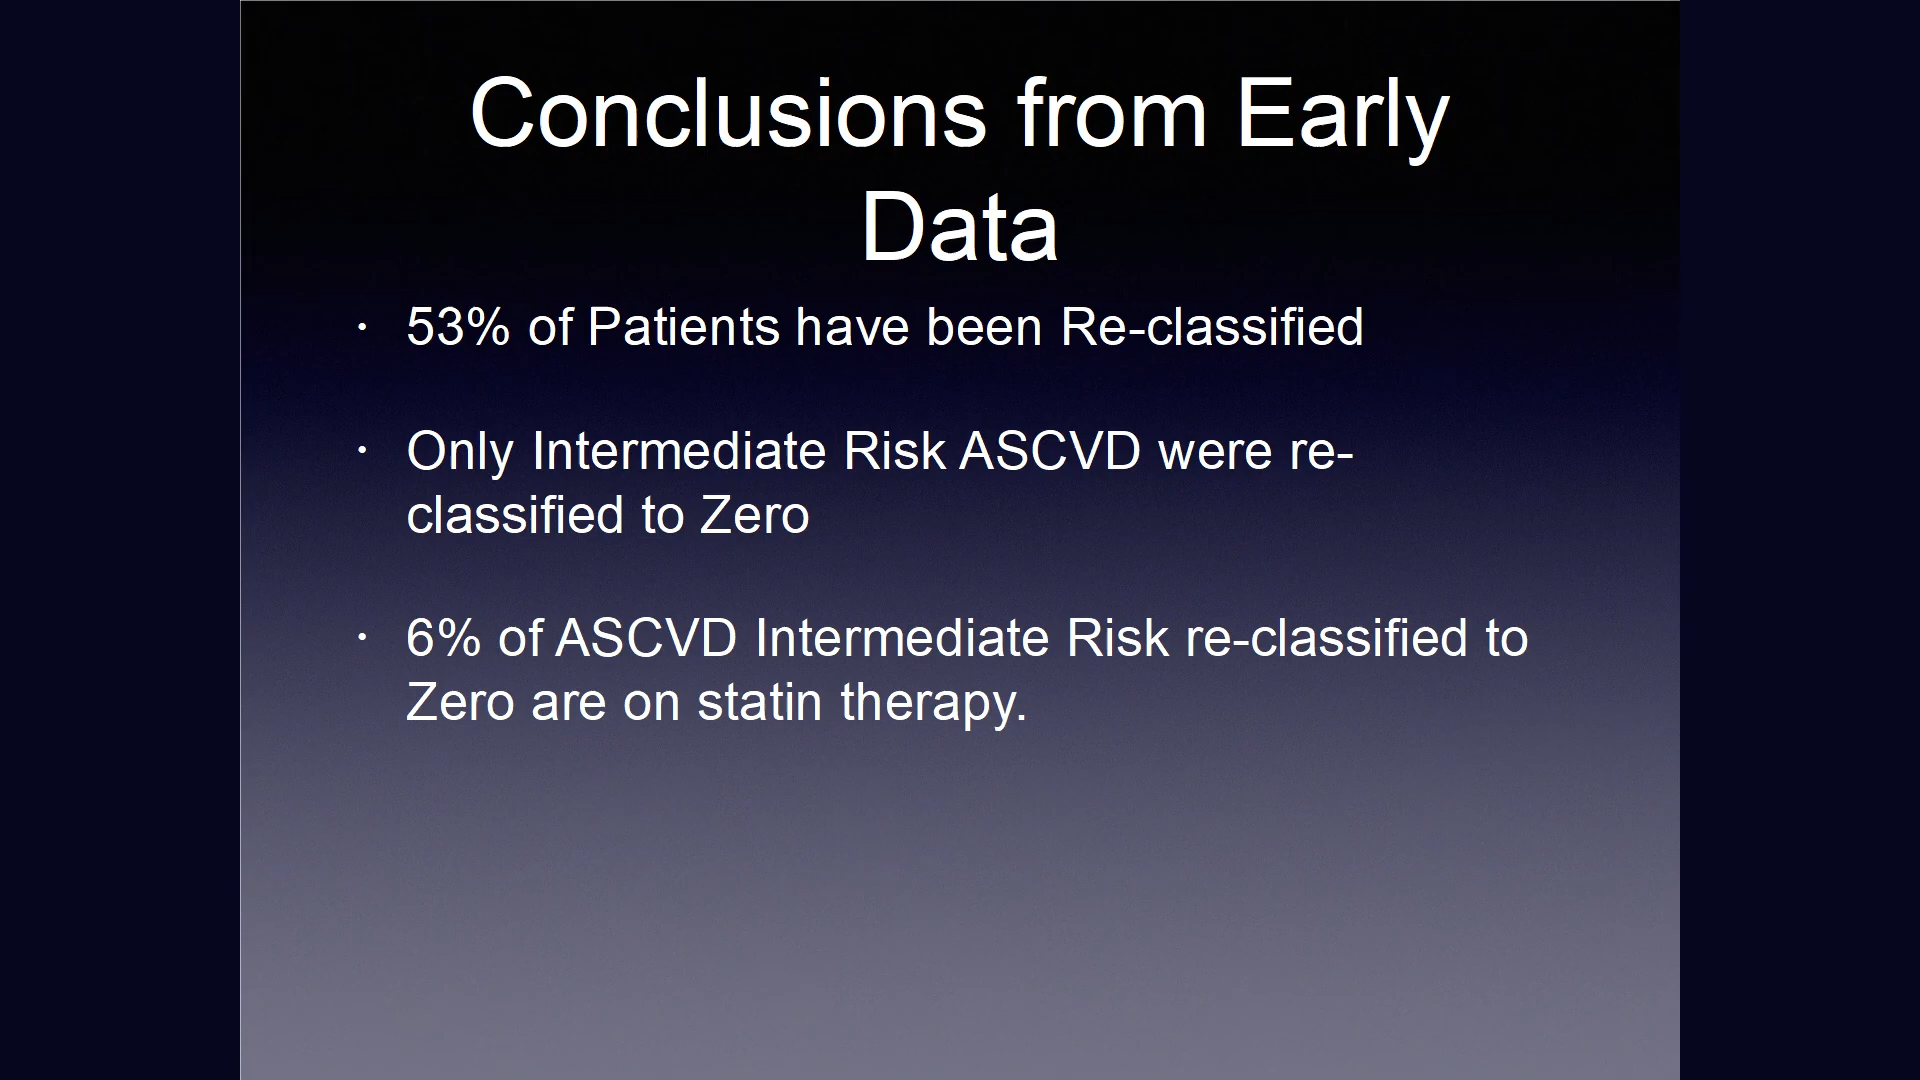 Conclusions from Early
Data
• 53% of Patients have been Re-classified
• Only Intermediate Risk ASCVD were re-
classified to Zero
• 6% of ASCVD Intermediate Risk re-classified to
Zero are on statin therapy.